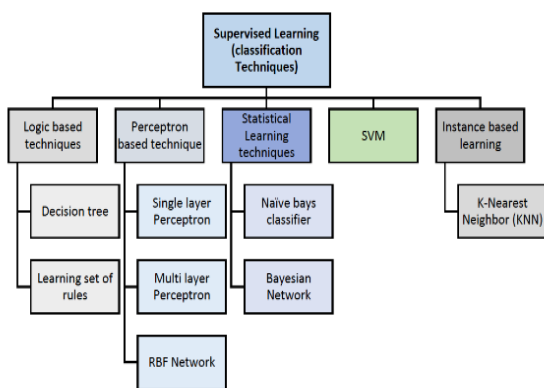 Supervised Learning
(classification
Techniques)
Logic based
techniques
Perceptron
based technique
Statistical
Learning
techniques
SVM
Instance based
learning
Decision tree
Single layer
Perceptron
Naïve bays
classifier
K-Nearest
Neighbor (KNN)
Learning set of
rules
Multi layer
Perceptron
Bayesian
Network
RBF Network